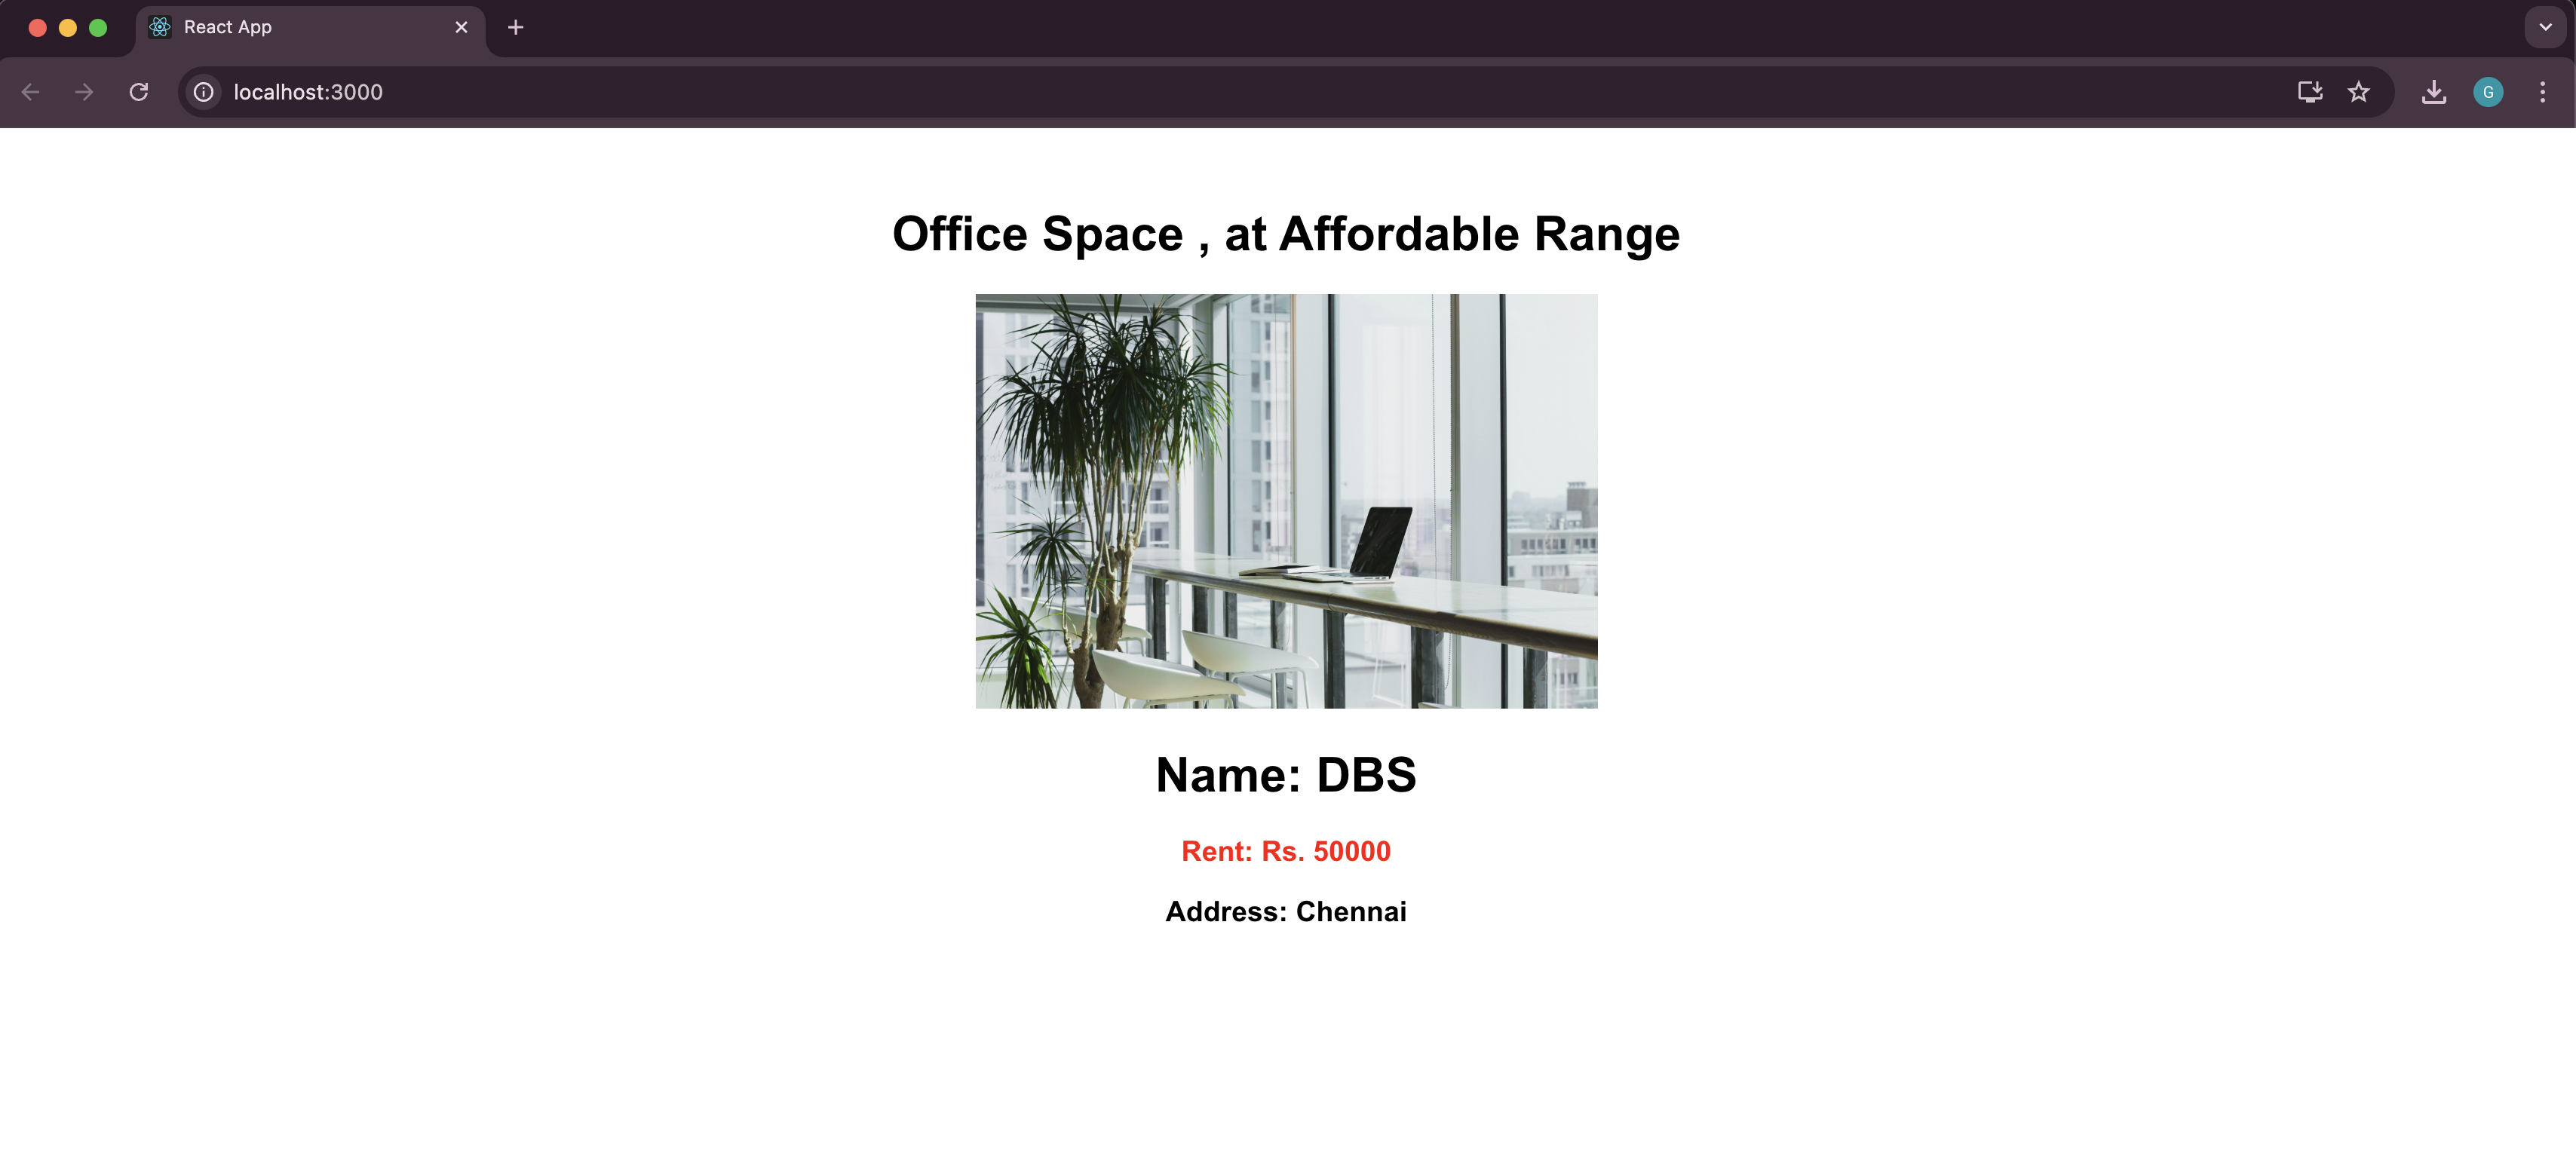 React App
localhost:3000
G
Office Space , at Affordable Range
Name: DBS
Rent: Rs. 50000
Address: Chennai